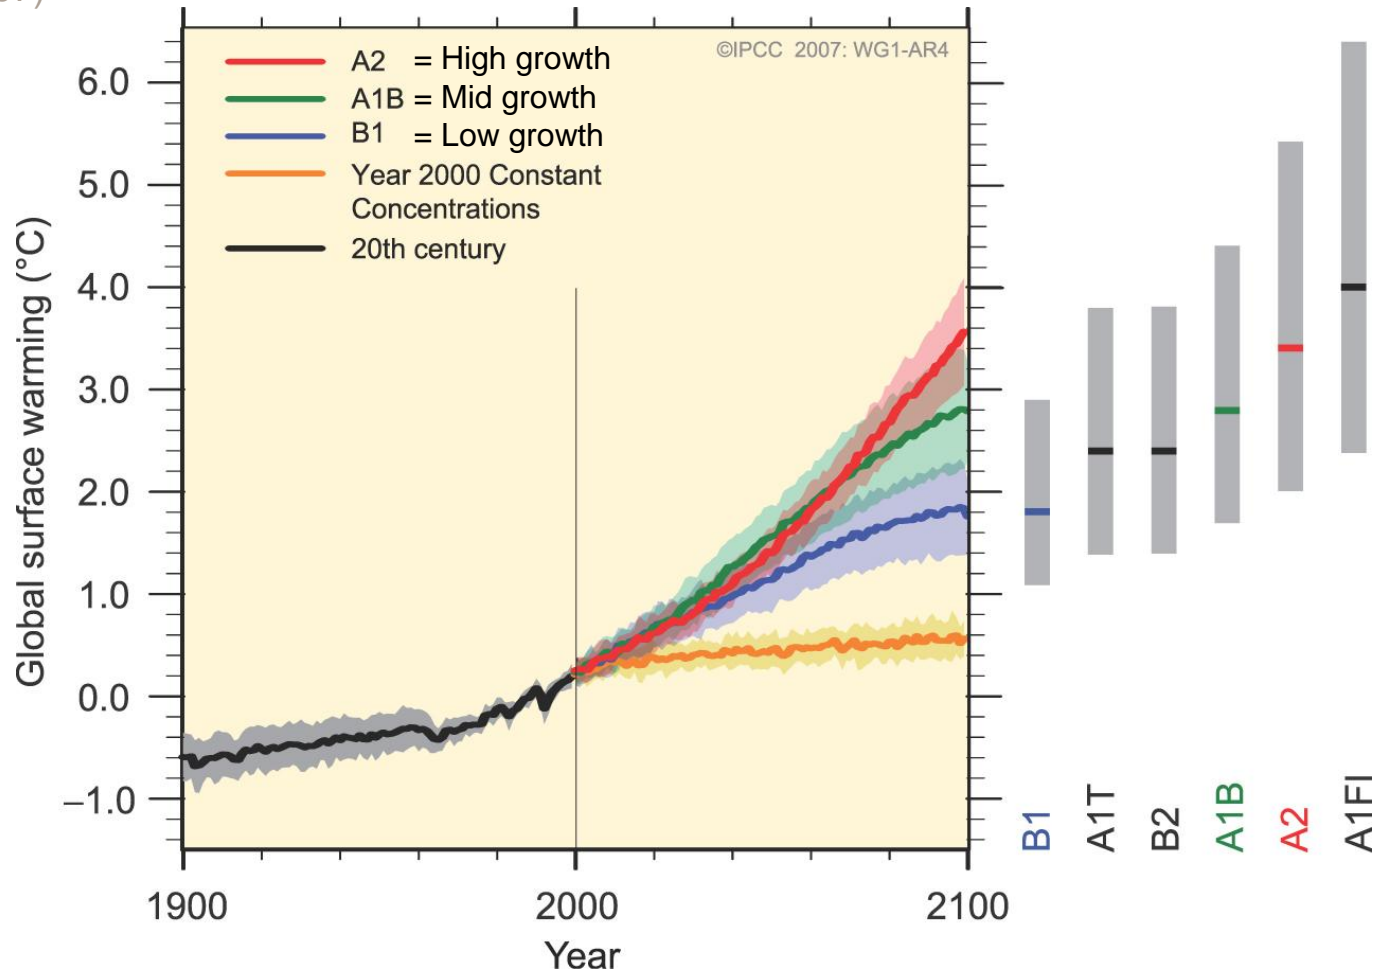 ©IPCC 2007: WG1-AR4
A2 = High growth
A1B = Mid growth
B1 = Low growth
Year 2000 Constant
Concentrations
20th century
Global surface warming (°C)
6.0
5.0
4.0
3.0
2.0
1.0
0.0
–1.0
1900
2000
2100
Year
B1
A1T
B2
A1B
A2
A1FI